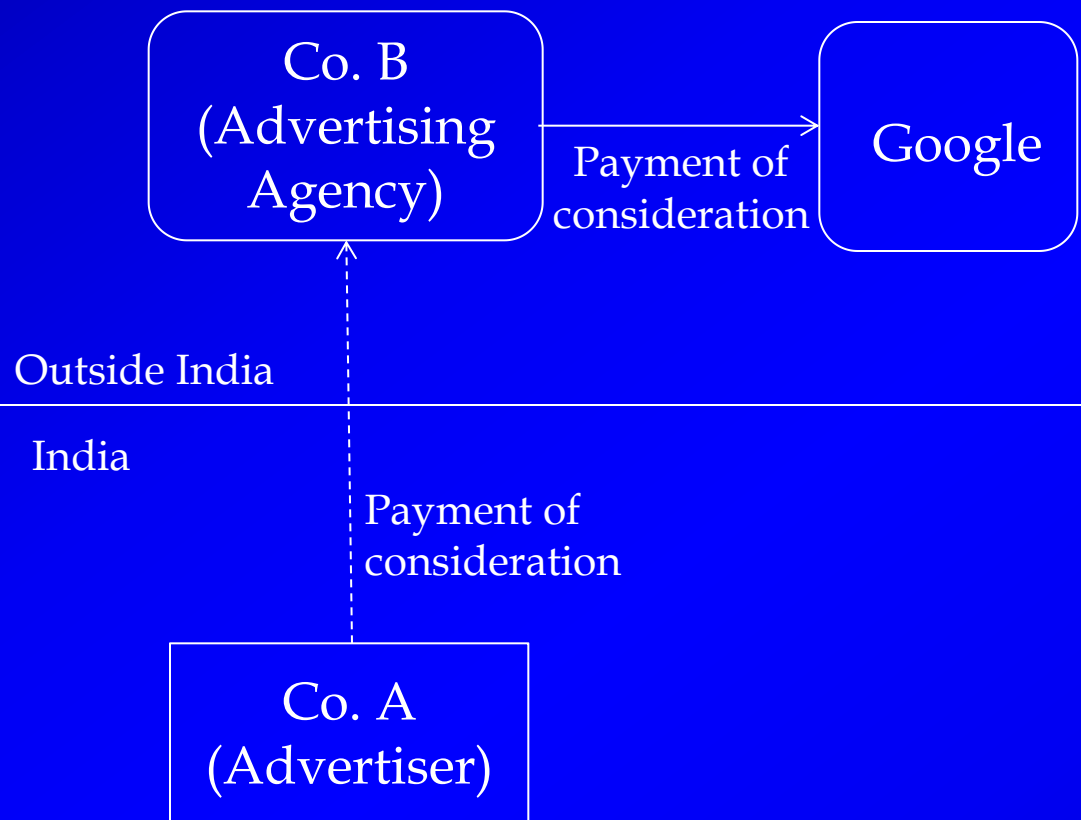 Co. B
(Advertising
Agency)
Payment of
consideration
Google
Outside India
India
Payment of
consideration
Co. A
(Advertiser)